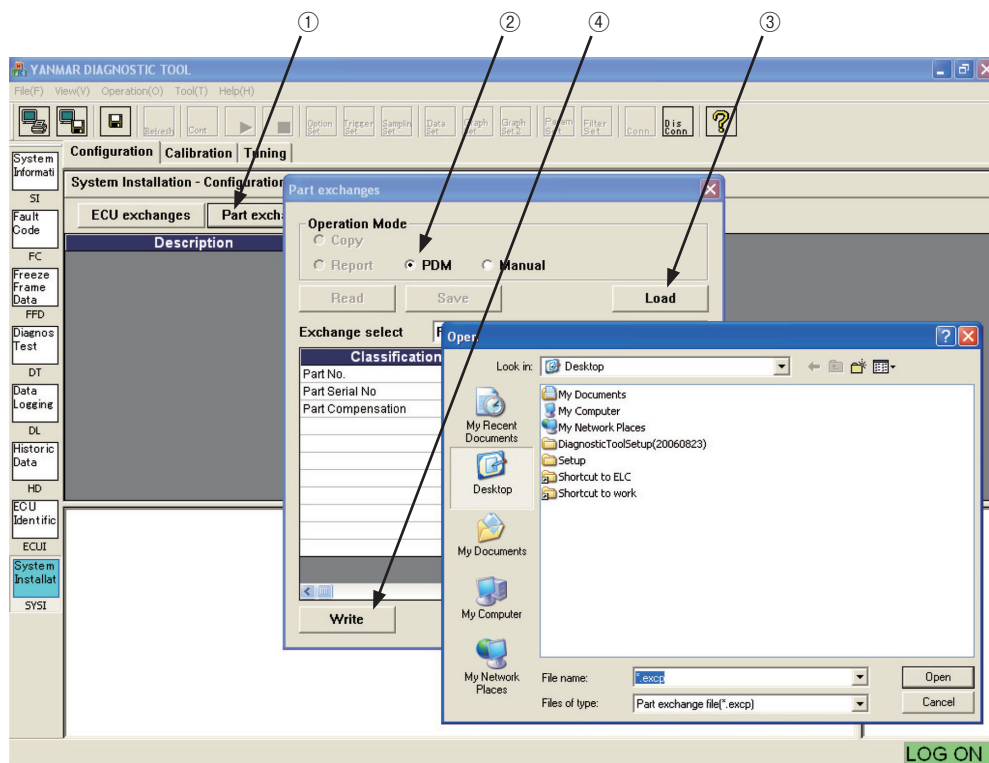 ① ② ④ ③
YANMAR DIAGNOSTIC TOOL
File(F) View(V) Operation(O) Tool(T) Help(H)
Refresh Cont Option Set Trigger Set Samplin Set Data Set Graph Set Graph Set2 Param Set Filter Set Conn Dis Conn
Configuration Calibration Tuning
System Installation - Configuration
ECU exchanges Part exch
Description
System Informati
SI
Fault Code
FC
Freeze Frame Data
FFD
Diagnos Test
DT
Data Logging
DL
Historic Data
HD
ECU Identific
ECUI
System Installat
SYSI
Part exchanges
Operation Mode
Copy
Report PDM Manual
Read Save Load
Exchange select
Classification
Part No.
Part Serial No
Part Compensation
Write
Open
Look in: Desktop
My Recent Documents
Desktop
My Documents
My Computer
My Network Places
My Documents
My Computer
My Network Places
DiagnosticToolSetup(20060823)
Setup
Shortcut to ELC
Shortcut to work
File name: *.excp Open
Files of type: Part exchange file(*.excp) Cancel
LOG ON